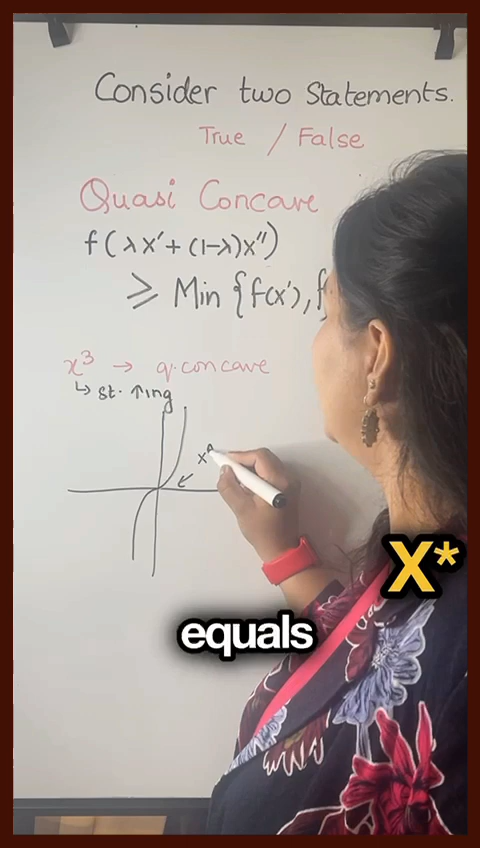 Consider two Statements.
True / False
Quasi Concave
f(λx'+(1-λ)x")
≥ Min {f(x'), f
x³ → q.concave
↳ st. ↑ing
X*
equals